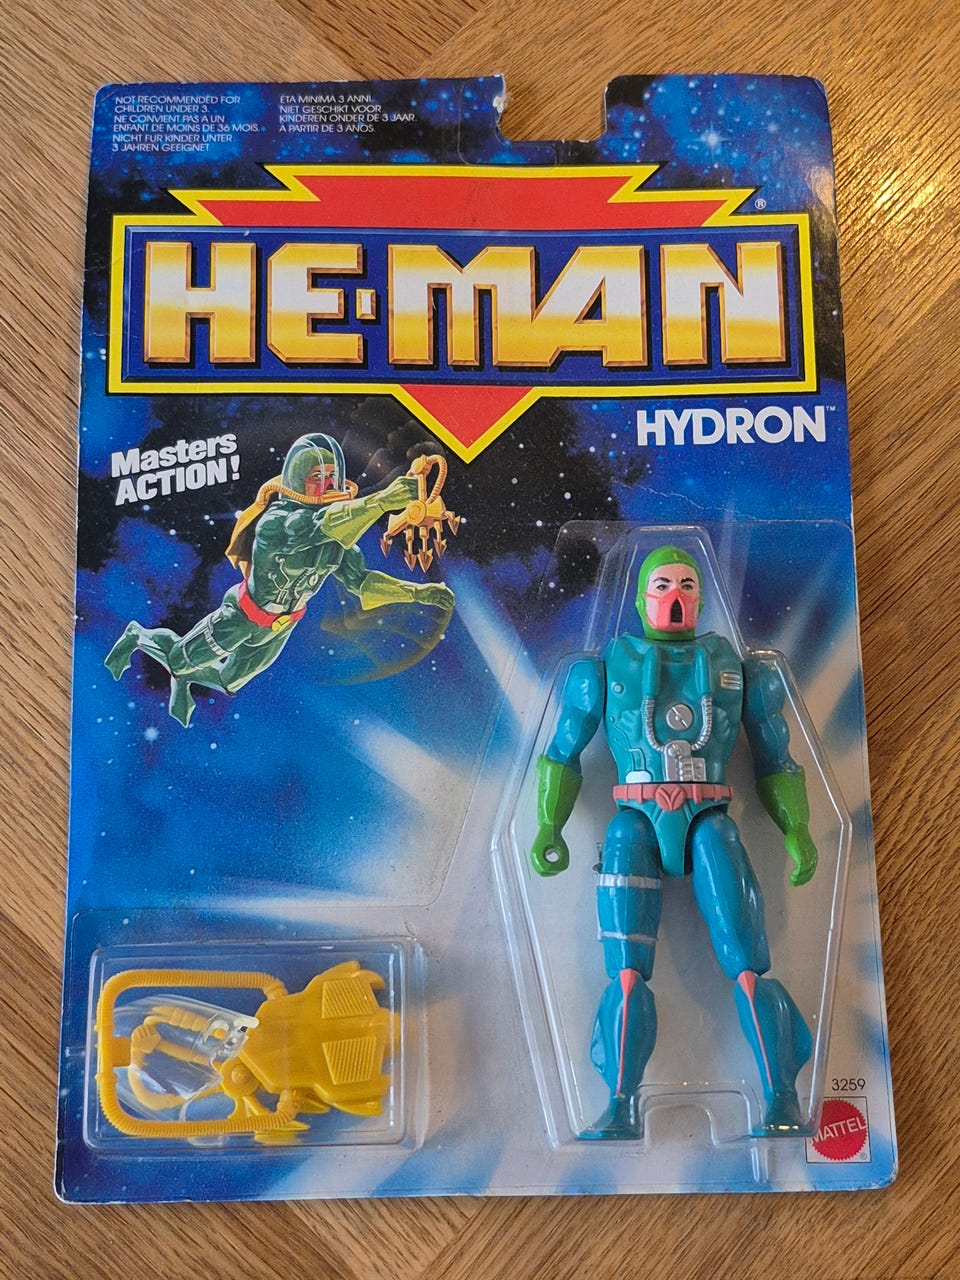 NOT RECOMMENDED FOR
CHILDREN UNDER 3.
NE CONVIENT PAS A UN
ENFANT DE MOINS DE 36 MOIS.
NICHT FUR KINDER UNTER
3 JAHREN GEEIGNET
ETA MINIMA 3 ANNI.
NIET GESCHIKT VOOR
KINDEREN ONDER DE 3 JAAR.
A PARTIR DE 3 AÑOS.
HE-MAN®
HYDRON™
Masters
ACTION!
3259
MATTEL®